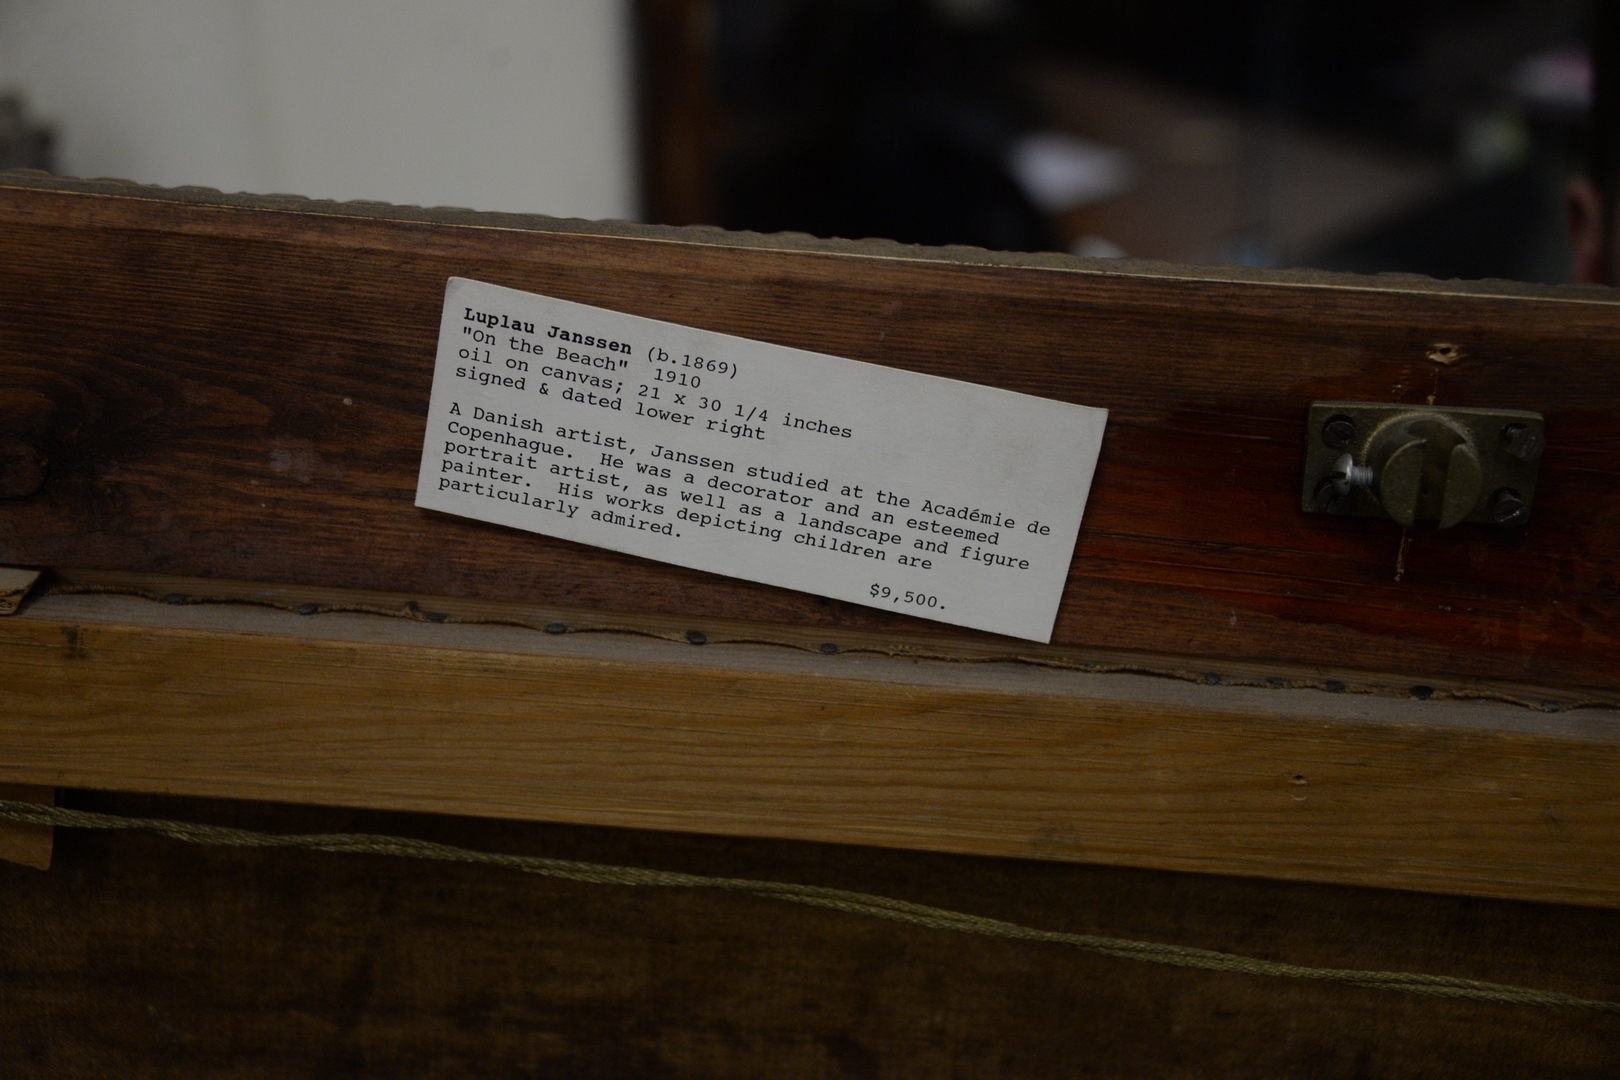 Luplau Janssen (b.1869)
"On the Beach" 1910
oil on canvas; 21 x 30 1/4 inches
signed & dated lower right
A Danish artist, Janssen studied at the Académie de
Copenhague. He was a decorator and an esteemed
portrait artist, as well as a landscape and figure
painter. His works depicting children are
particularly admired.
$9,500.